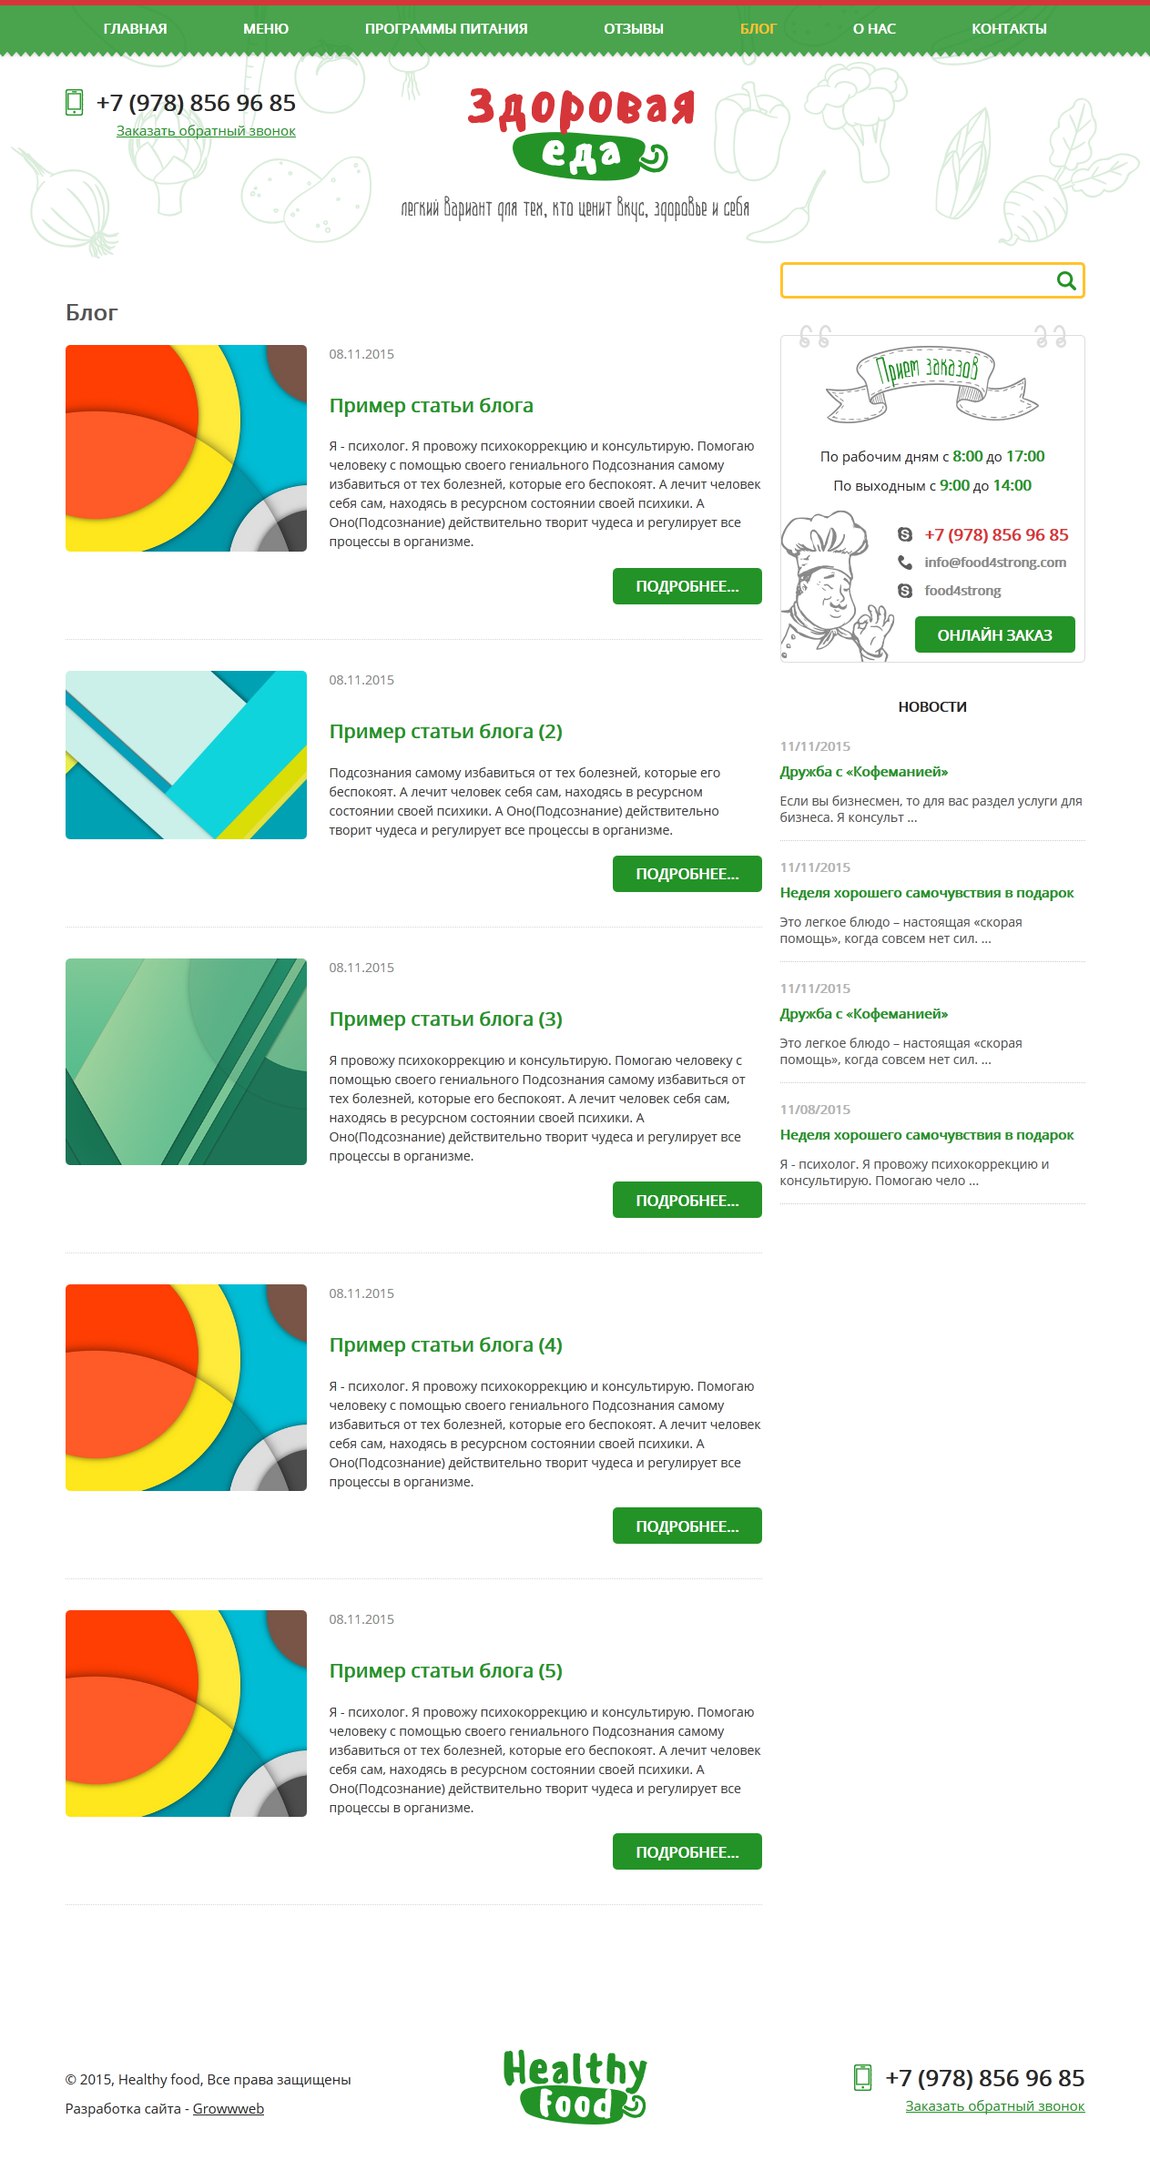 ГЛАВНАЯ МЕНЮ ПРОГРАММЫ ПИТАНИЯ ОТЗЫВЫ БЛОГ О НАС КОНТАКТЫ
+7 (978) 856 96 85
Заказать обратный звонок
Здоровая
еда
легкий вариант для тех, кто ценит вкус, здоровье и себя
Блог
08.11.2015
Пример статьи блога
Я - психолог. Я провожу психокоррекцию и консультирую. Помогаю
человеку с помощью своего гениального Подсознания самому
избавиться от тех болезней, которые его беспокоят. А лечит человек
себя сам, находясь в ресурсном состоянии своей психики. А
Оно(Подсознание) действительно творит чудеса и регулирует все
процессы в организме.
ПОДРОБНЕЕ...
08.11.2015
Пример статьи блога (2)
Подсознания самому избавиться от тех болезней, которые его
беспокоят. А лечит человек себя сам, находясь в ресурсном
состоянии своей психики. А Оно(Подсознание) действительно
творит чудеса и регулирует все процессы в организме.
ПОДРОБНЕЕ...
08.11.2015
Пример статьи блога (3)
Я провожу психокоррекцию и консультирую. Помогаю человеку с
помощью своего гениального Подсознания самому избавиться от
тех болезней, которые его беспокоят. А лечит человек себя сам,
находясь в ресурсном состоянии своей психики. А
Оно(Подсознание) действительно творит чудеса и регулирует все
процессы в организме.
ПОДРОБНЕЕ...
08.11.2015
Пример статьи блога (4)
Я - психолог. Я провожу психокоррекцию и консультирую. Помогаю
человеку с помощью своего гениального Подсознания самому
избавиться от тех болезней, которые его беспокоят. А лечит человек
себя сам, находясь в ресурсном состоянии своей психики. А
Оно(Подсознание) действительно творит чудеса и регулирует все
процессы в организме.
ПОДРОБНЕЕ...
08.11.2015
Пример статьи блога (5)
Я - психолог. Я провожу психокоррекцию и консультирую. Помогаю
человеку с помощью своего гениального Подсознания самому
избавиться от тех болезней, которые его беспокоят. А лечит человек
себя сам, находясь в ресурсном состоянии своей психики. А
Оно(Подсознание) действительно творит чудеса и регулирует все
процессы в организме.
ПОДРОБНЕЕ...
Прием заказов
По рабочим дням с 8:00 до 17:00
По выходным с 9:00 до 14:00
+7 (978) 856 96 85
info@food4strong.com
food4strong
ОНЛАЙН ЗАКАЗ
НОВОСТИ
11/11/2015
Дружба с «Кофеманией»
Если вы бизнесмен, то для вас раздел услуги для
бизнеса. Я консульт ...
11/11/2015
Неделя хорошего самочувствия в подарок
Это легкое блюдо – настоящая «скорая
помощь», когда совсем нет сил. ...
11/11/2015
Дружба с «Кофеманией»
Это легкое блюдо – настоящая «скорая
помощь», когда совсем нет сил. ...
11/08/2015
Неделя хорошего самочувствия в подарок
Я - психолог. Я провожу психокоррекцию и
консультирую. Помогаю чело ...
© 2015, Healthy food, Все права защищены
Разработка сайта - Growwweb
Healthy
Food
+7 (978) 856 96 85
Заказать обратный звонок